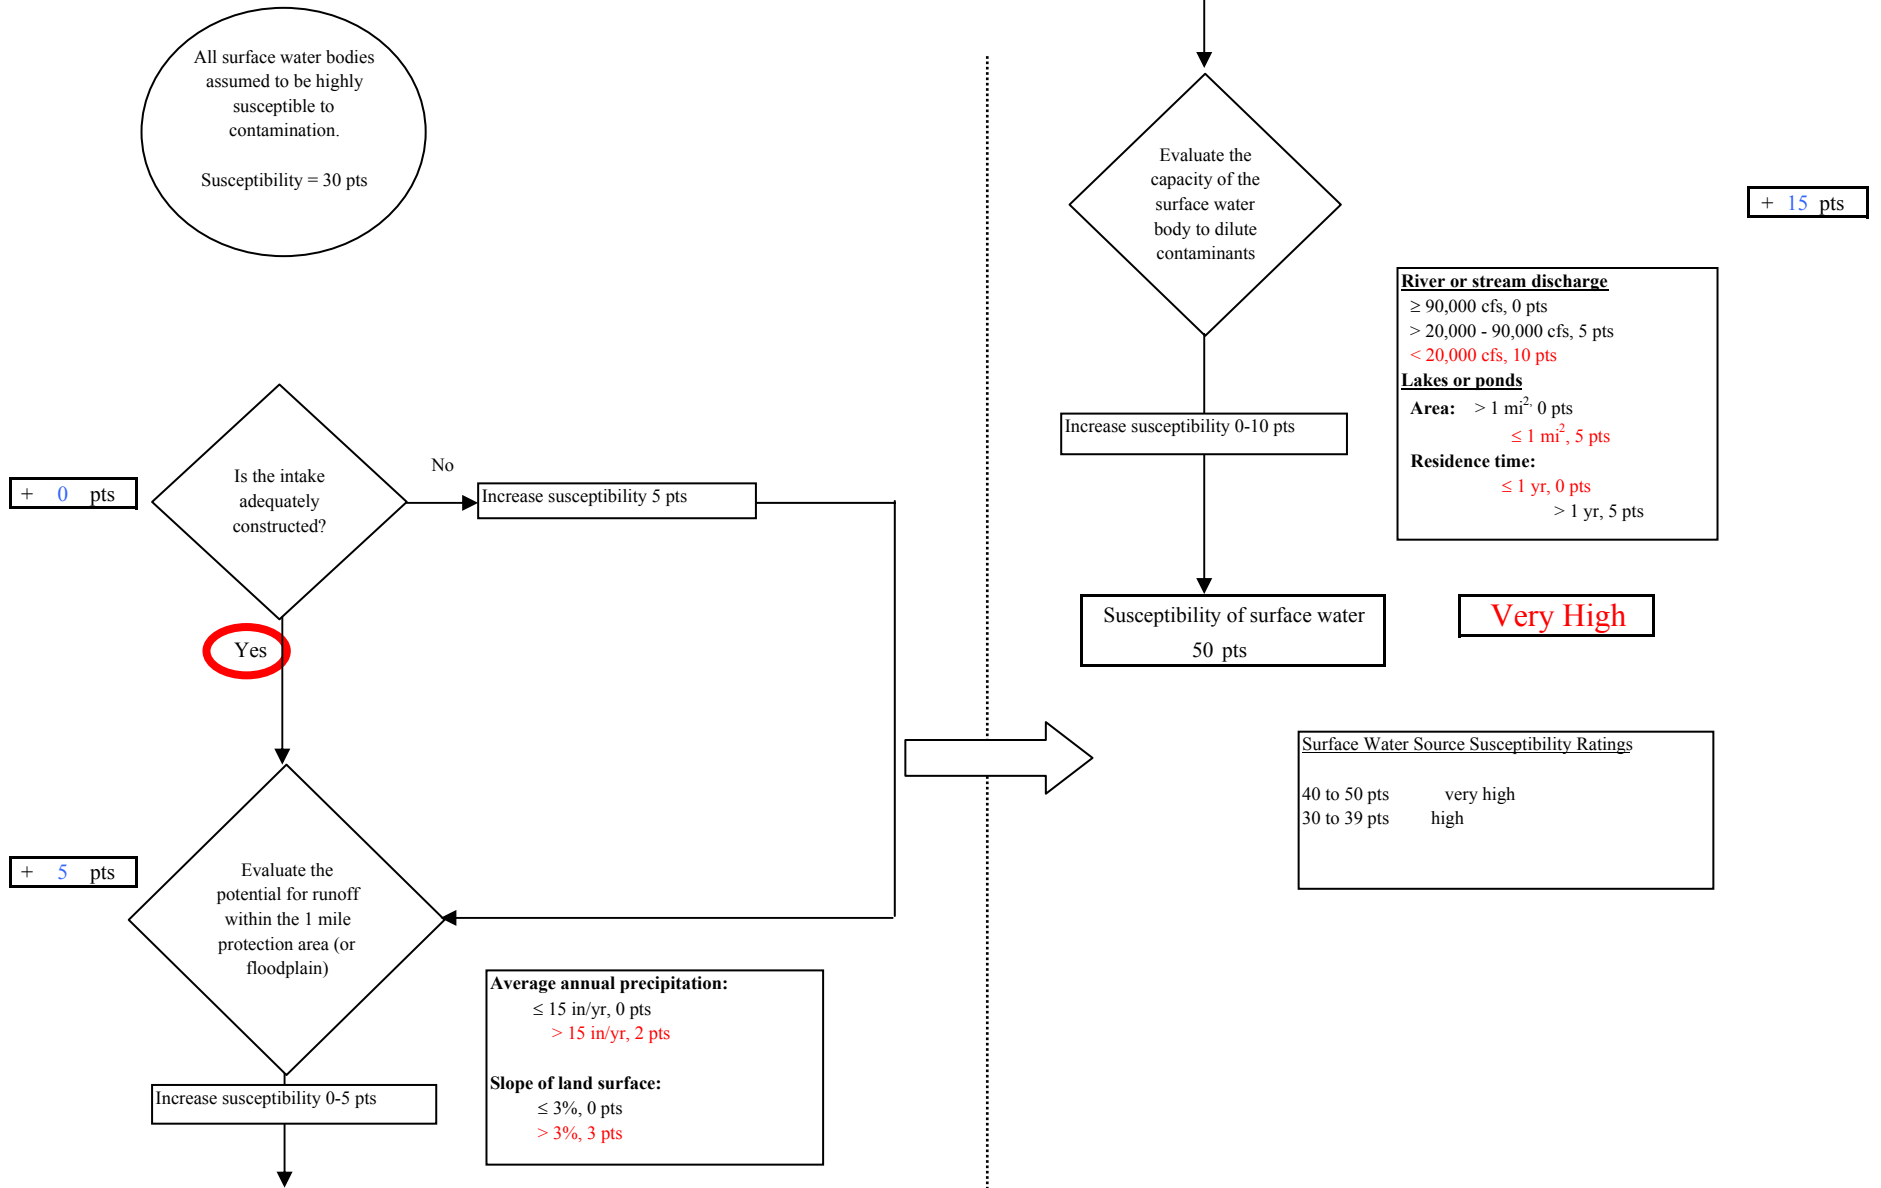 All surface water bodies
assumed to be highly
susceptible to
contamination.
Susceptibility = 30 pts
+ 0 pts
Is the intake
adequately
constructed?
No
Increase susceptibility 5 pts
Yes
+ 5 pts
Evaluate the
potential for runoff
within the 1 mile
protection area (or
floodplain)
Average annual precipitation:
≤ 15 in/yr, 0 pts
> 15 in/yr, 2 pts
Slope of land surface:
≤ 3%, 0 pts
> 3%, 3 pts
Increase susceptibility 0-5 pts
Evaluate the
capacity of the
surface water
body to dilute
contaminants
+ 15 pts
River or stream discharge
≥ 90,000 cfs, 0 pts
> 20,000 - 90,000 cfs, 5 pts
< 20,000 cfs, 10 pts
Lakes or ponds
Area: > 1 mi², 0 pts
≤ 1 mi², 5 pts
Residence time:
≤ 1 yr, 0 pts
> 1 yr, 5 pts
Increase susceptibility 0-10 pts
Susceptibility of surface water
50 pts
Very High
Surface Water Source Susceptibility Ratings
40 to 50 pts very high
30 to 39 pts high